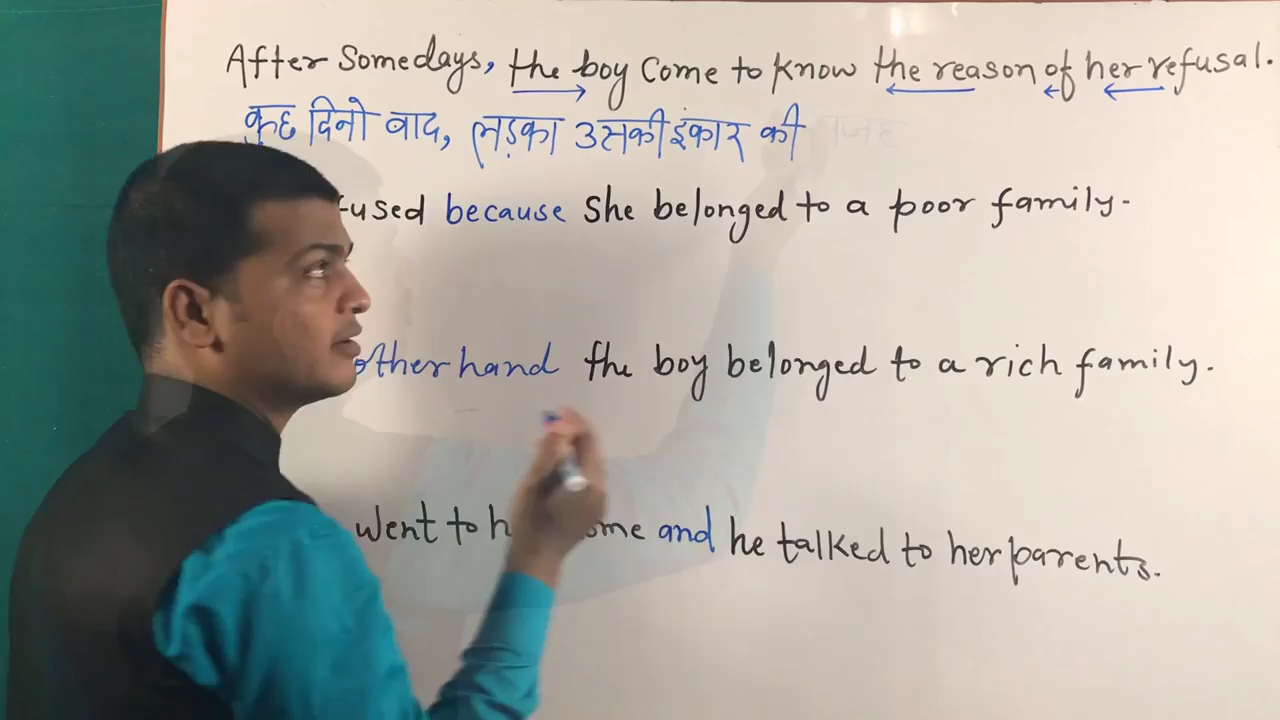 After Somedays, the boy Come to Know the reason of her refusal.
कुछ दिनो बाद, लड़का उसकी इंकार की वजह
fused because She belonged to a poor family.
other hand the boy belonged to a rich family.
went to h ome and he talked to her parents.